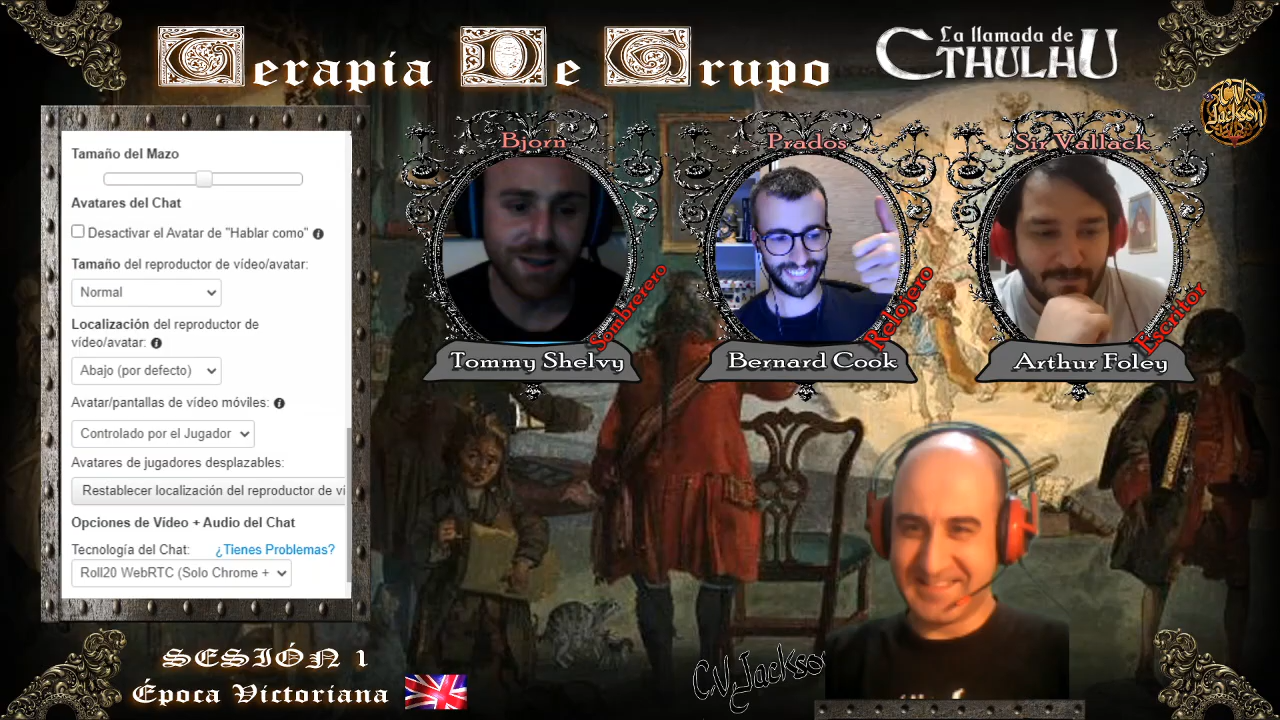 Terapia De Grupo
La llamada de
CTHULHU
CVJackson
Tamaño del Mazo
Avatares del Chat
Desactivar el Avatar de "Hablar como"
Tamaño del reproductor de vídeo/avatar:
Normal
Localización del reproductor de
vídeo/avatar:
Abajo (por defecto)
Avatar/pantallas de vídeo móviles:
Controlado por el Jugador
Avatares de jugadores desplazables:
Restablecer localización del reproductor de ví
Opciones de Vídeo + Audio del Chat
Tecnología del Chat: ¿Tienes Problemas?
Roll20 WebRTC (Solo Chrome +
Bjorn
Sombrerero
Tommy Shelvy
Prados
Relojero
Bernard Cook
Sir Vallack
Escritor
Arthur Foley
SESIÓN 1
Época Victoriana
CVJackso